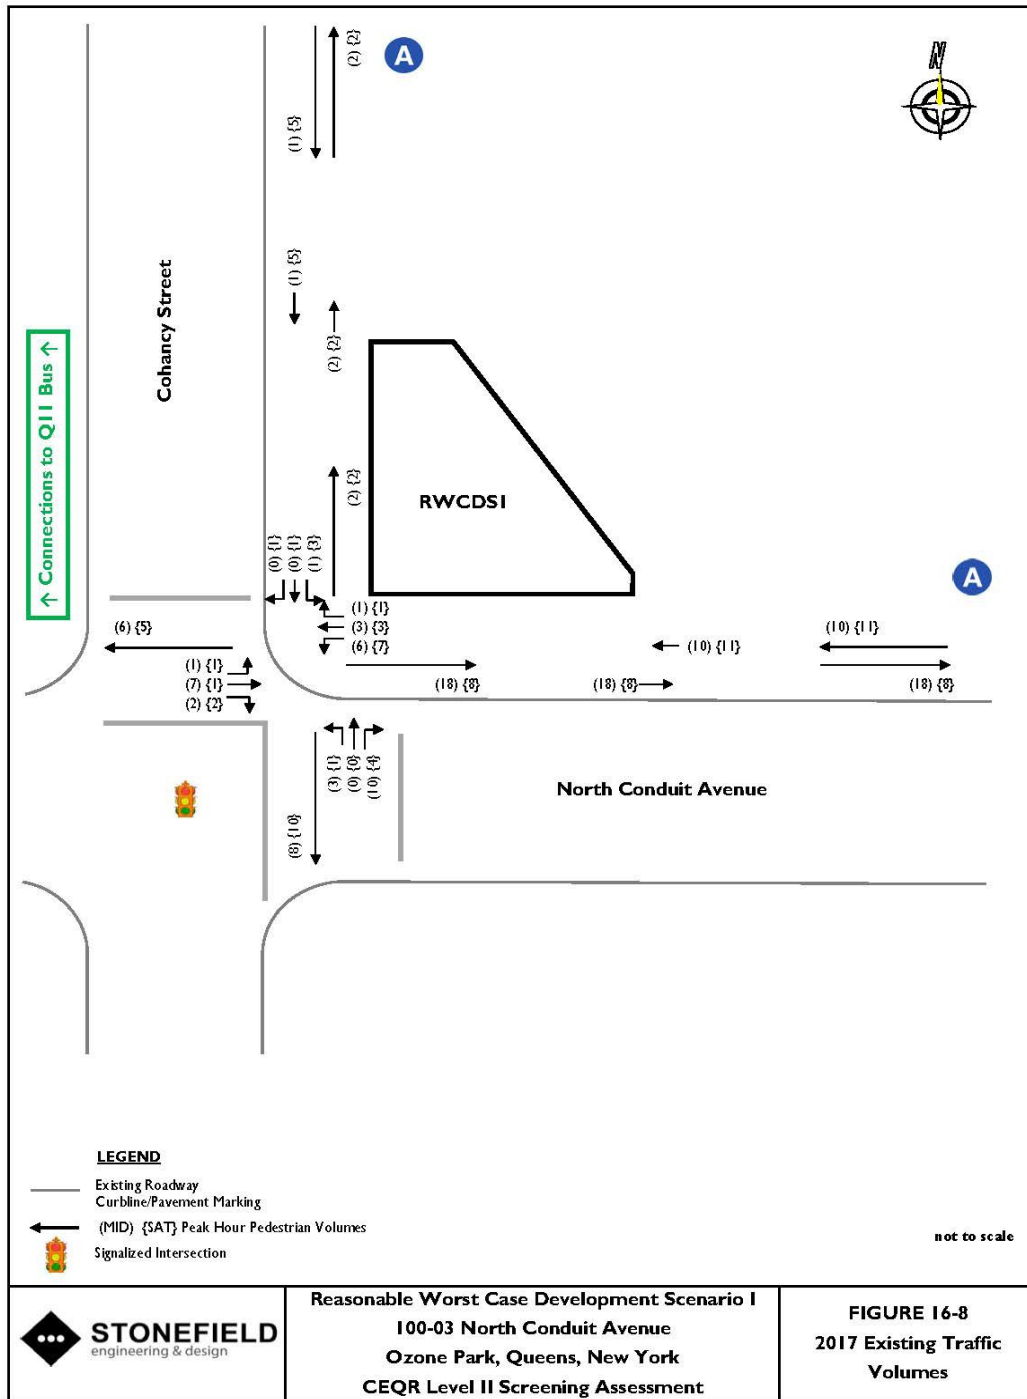 (1) {5}
(2) {2}
A
N
(1) {5}
(2) {2}
Cohancy Street
↑ Connections to Q11 Bus ↑
(2) {2}
RWCDS1
(0) {1}
(0) {1}
(1) {3}
A
(1) {1}
(3) {3}
(6) {7}
(6) {5}
(10) {11}
(10) {11}
(1) {1}
(7) {1}
(2) {2}
(18) {8}
(18) {8}
(18) {8}
(3) {1}
(0) {0}
(10) {4}
(8) {10}
North Conduit Avenue
LEGEND
Existing Roadway
Curbline/Pavement Marking
(MID) {SAT} Peak Hour Pedestrian Volumes
Signalized Intersection
not to scale
STONEFIELD
engineering & design
Reasonable Worst Case Development Scenario 1
100-03 North Conduit Avenue
Ozone Park, Queens, New York
CEQR Level II Screening Assessment
FIGURE 16-8
2017 Existing Traffic
Volumes